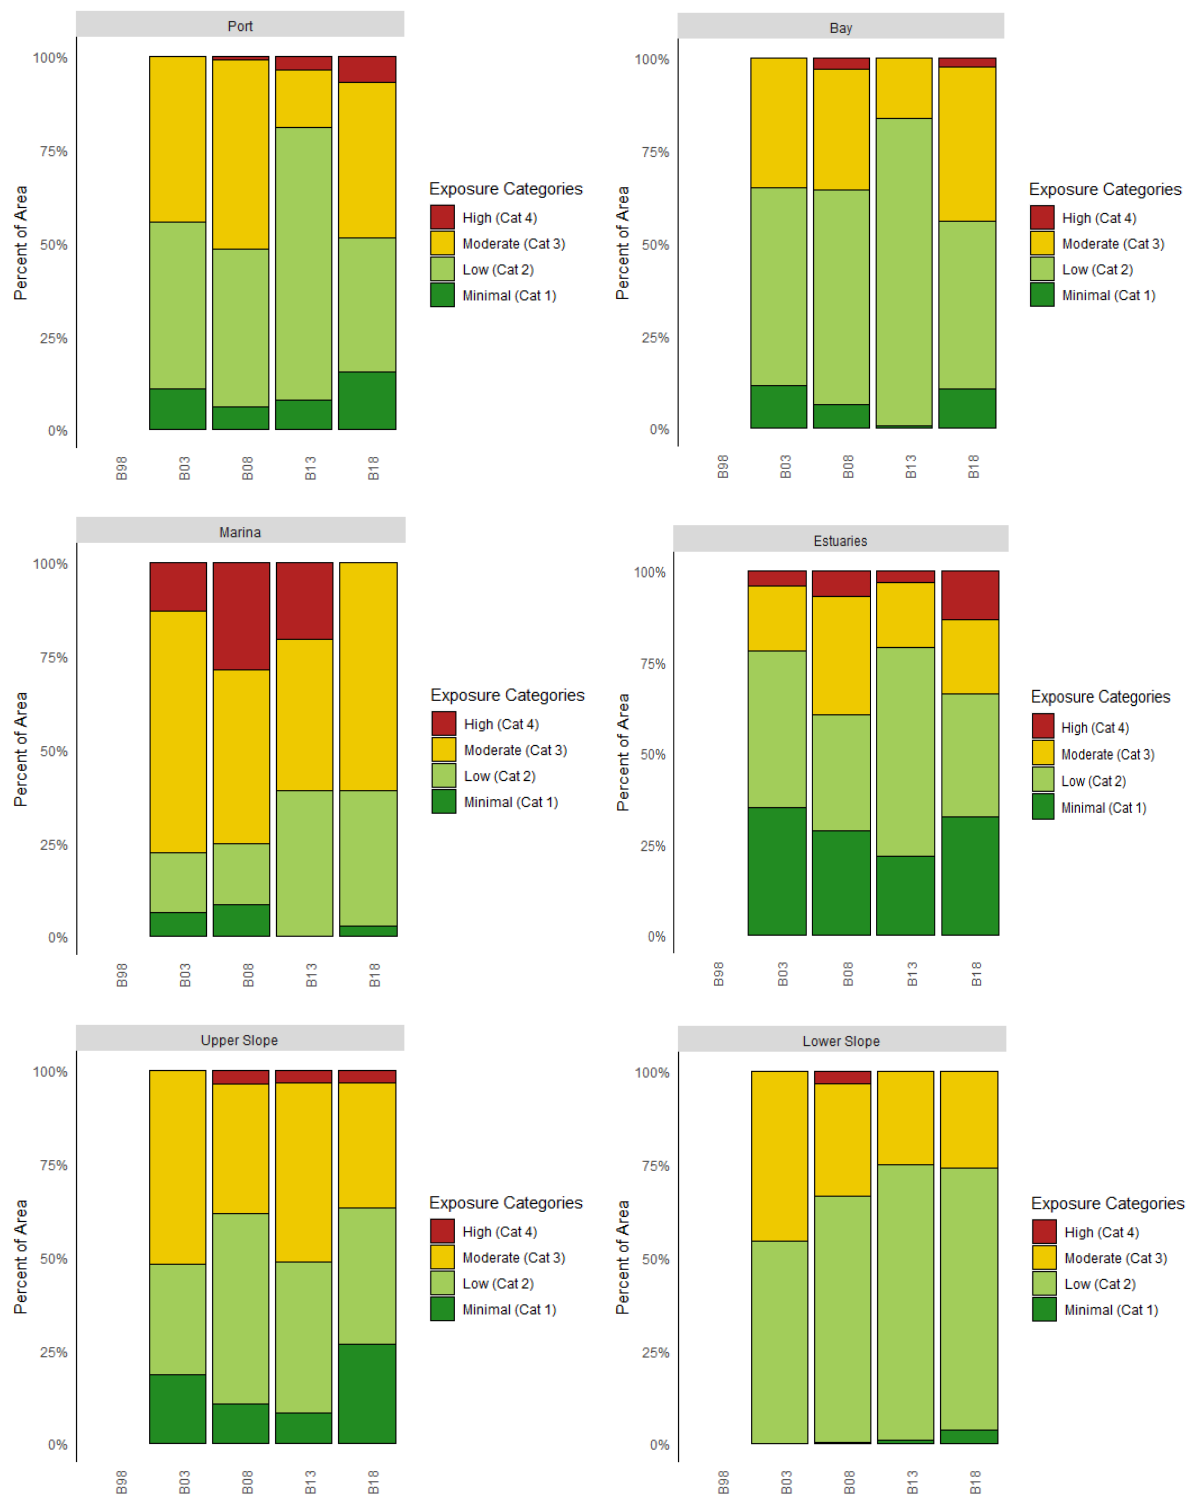 Port
100%
75%
50%
25%
0%
Percent of Area
B98
B03
B08
B13
B18
Exposure Categories
High (Cat 4)
Moderate (Cat 3)
Low (Cat 2)
Minimal (Cat 1)
Bay
100%
75%
50%
25%
0%
Percent of Area
B98
B03
B08
B13
B18
Exposure Categories
High (Cat 4)
Moderate (Cat 3)
Low (Cat 2)
Minimal (Cat 1)
Marina
100%
75%
50%
25%
0%
Percent of Area
B98
B03
B08
B13
B18
Exposure Categories
High (Cat 4)
Moderate (Cat 3)
Low (Cat 2)
Minimal (Cat 1)
Estuaries
100%
75%
50%
25%
0%
Percent of Area
B98
B03
B08
B13
B18
Exposure Categories
High (Cat 4)
Moderate (Cat 3)
Low (Cat 2)
Minimal (Cat 1)
Upper Slope
100%
75%
50%
25%
0%
Percent of Area
B98
B03
B08
B13
B18
Exposure Categories
High (Cat 4)
Moderate (Cat 3)
Low (Cat 2)
Minimal (Cat 1)
Lower Slope
100%
75%
50%
25%
0%
Percent of Area
B98
B03
B08
B13
B18
Exposure Categories
High (Cat 4)
Moderate (Cat 3)
Low (Cat 2)
Minimal (Cat 1)